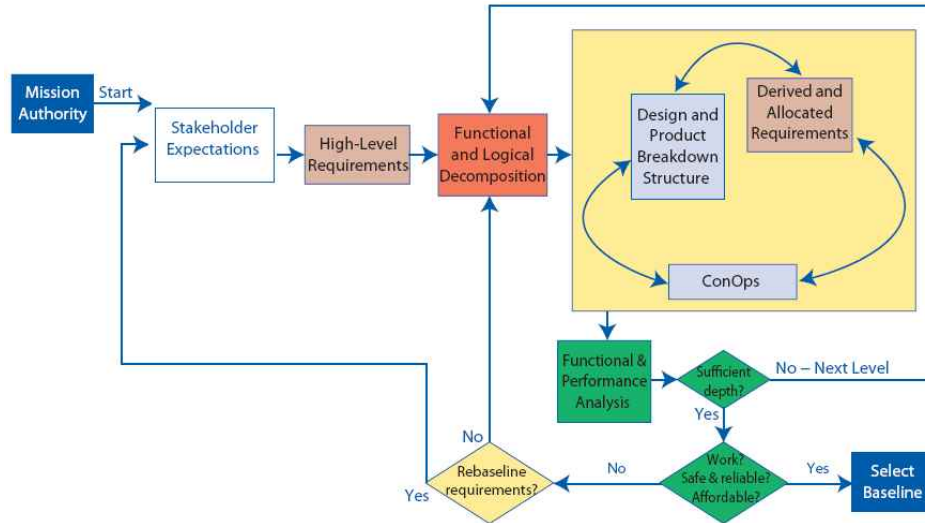 Mission
Authority
Start
Stakeholder
Expectations
High-Level
Requirements
Functional
and Logical
Decomposition
Design and
Product
Breakdown
Structure
Derived and
Allocated
Requirements
ConOps
Functional &
Performance
Analysis
Sufficient
depth?
No – Next Level
Yes
Work?
Safe & reliable?
Affordable?
Yes
Select
Baseline
No
Rebaseline
requirements?
No
Yes